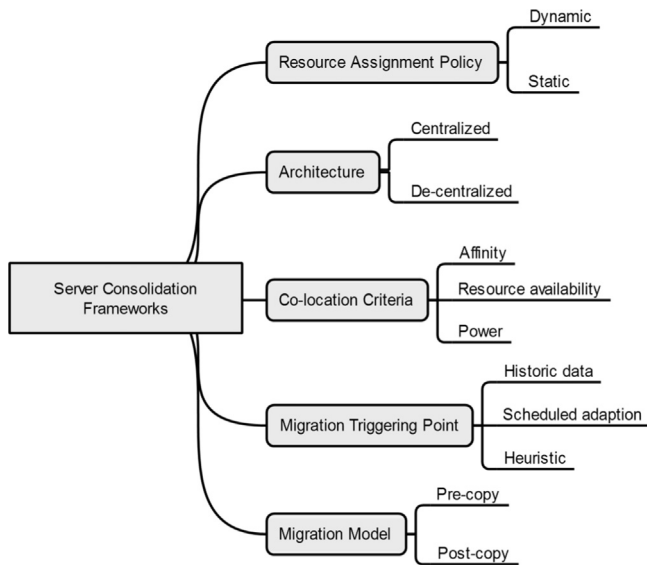 Dynamic
Resource Assignment Policy
Static
Centralized
Architecture
De-centralized
Server Consolidation
Frameworks
Affinity
Co-location Criteria
Resource availability
Power
Historic data
Migration Triggering Point
Scheduled adaption
Heuristic
Pre-copy
Migration Model
Post-copy